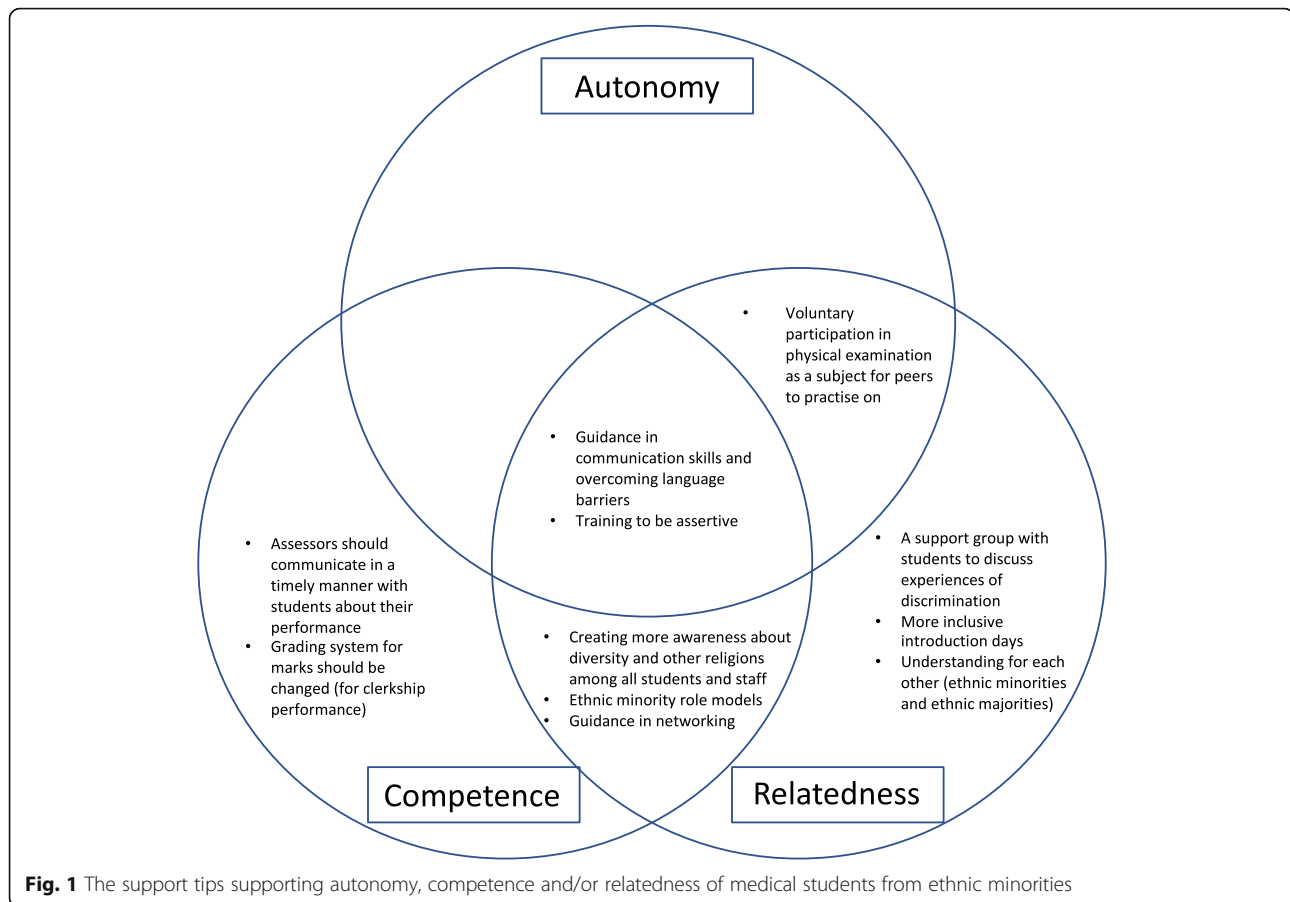 Autonomy
• Voluntary
participation in
physical examination
as a subject for peers
to practise on
• Guidance in
communication skills and
overcoming language
barriers
• Training to be assertive
• Assessors should
communicate in a
timely manner with
students about their
performance
• Grading system for
marks should be
changed (for clerkship
performance)
• Creating more awareness about
diversity and other religions
among all students and staff
• Ethnic minority role models
• Guidance in networking
• A support group with
students to discuss
experiences of
discrimination
• More inclusive
introduction days
• Understanding for each
other (ethnic minorities
and ethnic majorities)
Competence
Relatedness
Fig. 1 The support tips supporting autonomy, competence and/or relatedness of medical students from ethnic minorities